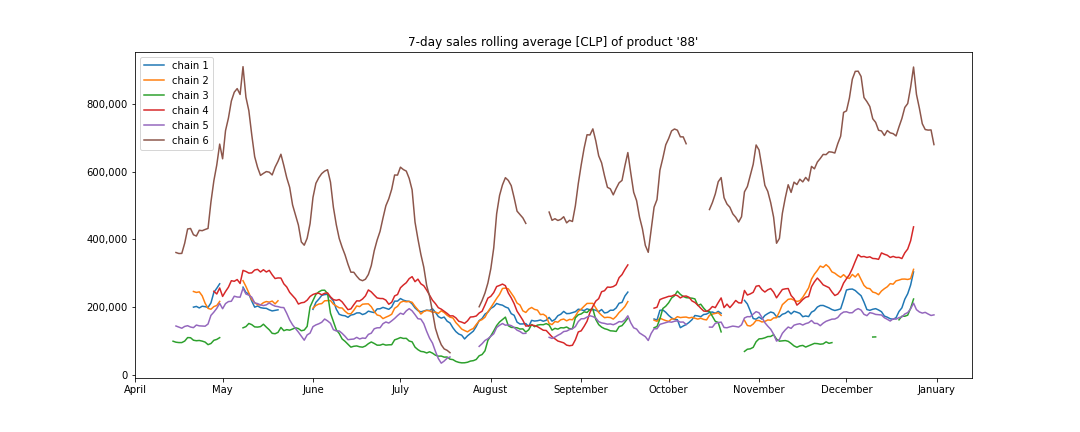 7-day sales rolling average [CLP] of product '88'
chain 1
chain 2
chain 3
chain 4
chain 5
chain 6
800,000
600,000
400,000
200,000
0
April May June July August September October November December January